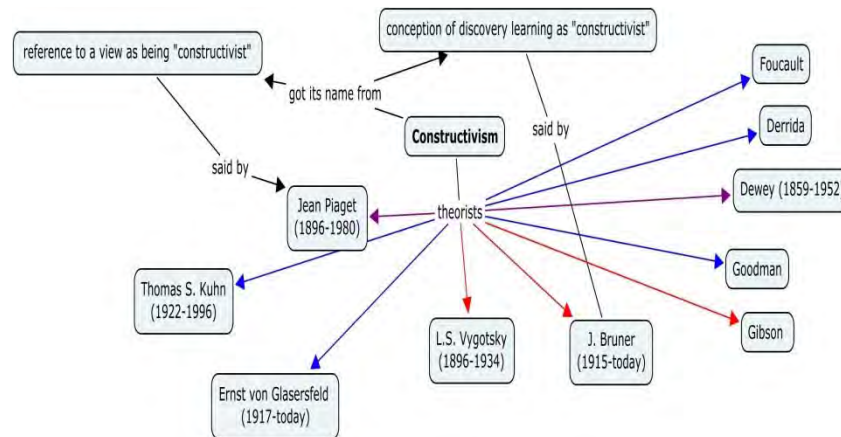 conception of discovery learning as "constructivist"
reference to a view as being "constructivist"
Foucault
got its name from
Derrida
Constructivism
said by
said by
Dewey (1859-1952)
Jean Piaget
(1896-1980)
theorists
Goodman
Thomas S. Kuhn
(1922-1996)
Gibson
L.S. Vygotsky
(1896-1934)
J. Bruner
(1915-today)
Ernst von Glasersfeld
(1917-today)